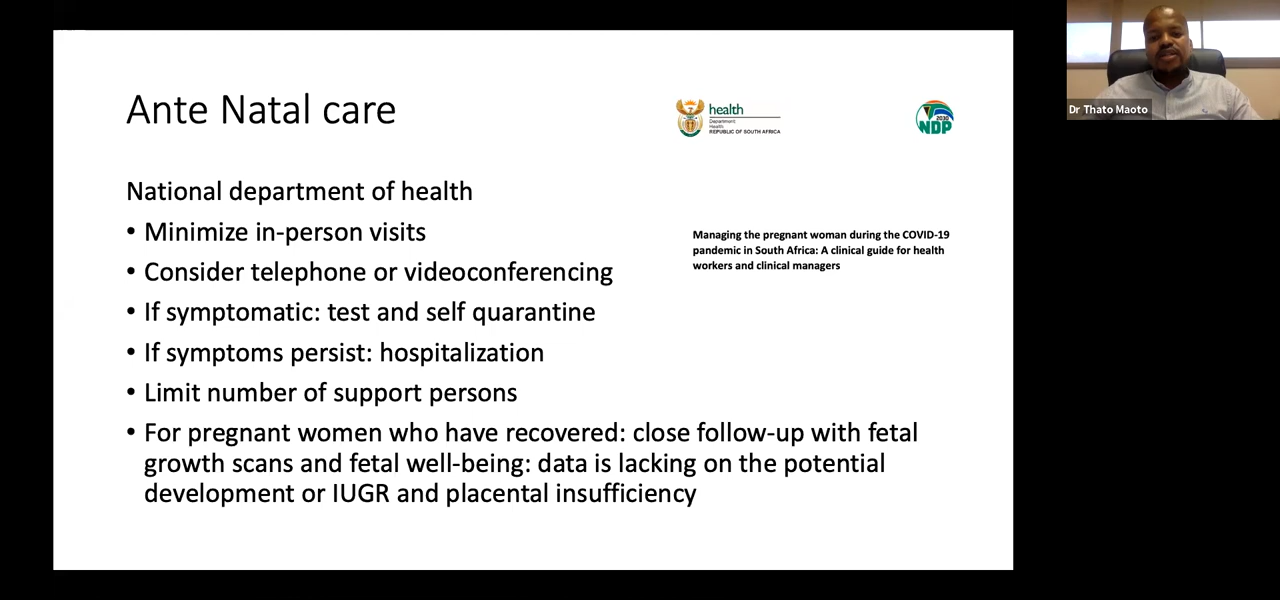 Ante Natal care
health
Department:
Health
REPUBLIC OF SOUTH AFRICA
2030
NDP
Dr Thato Maoto
National department of health
• Minimize in-person visits
• Consider telephone or videoconferencing
• If symptomatic: test and self quarantine
• If symptoms persist: hospitalization
• Limit number of support persons
• For pregnant women who have recovered: close follow-up with fetal
growth scans and fetal well-being: data is lacking on the potential
development or IUGR and placental insufficiency
Managing the pregnant woman during the COVID-19
pandemic in South Africa: A clinical guide for health
workers and clinical managers